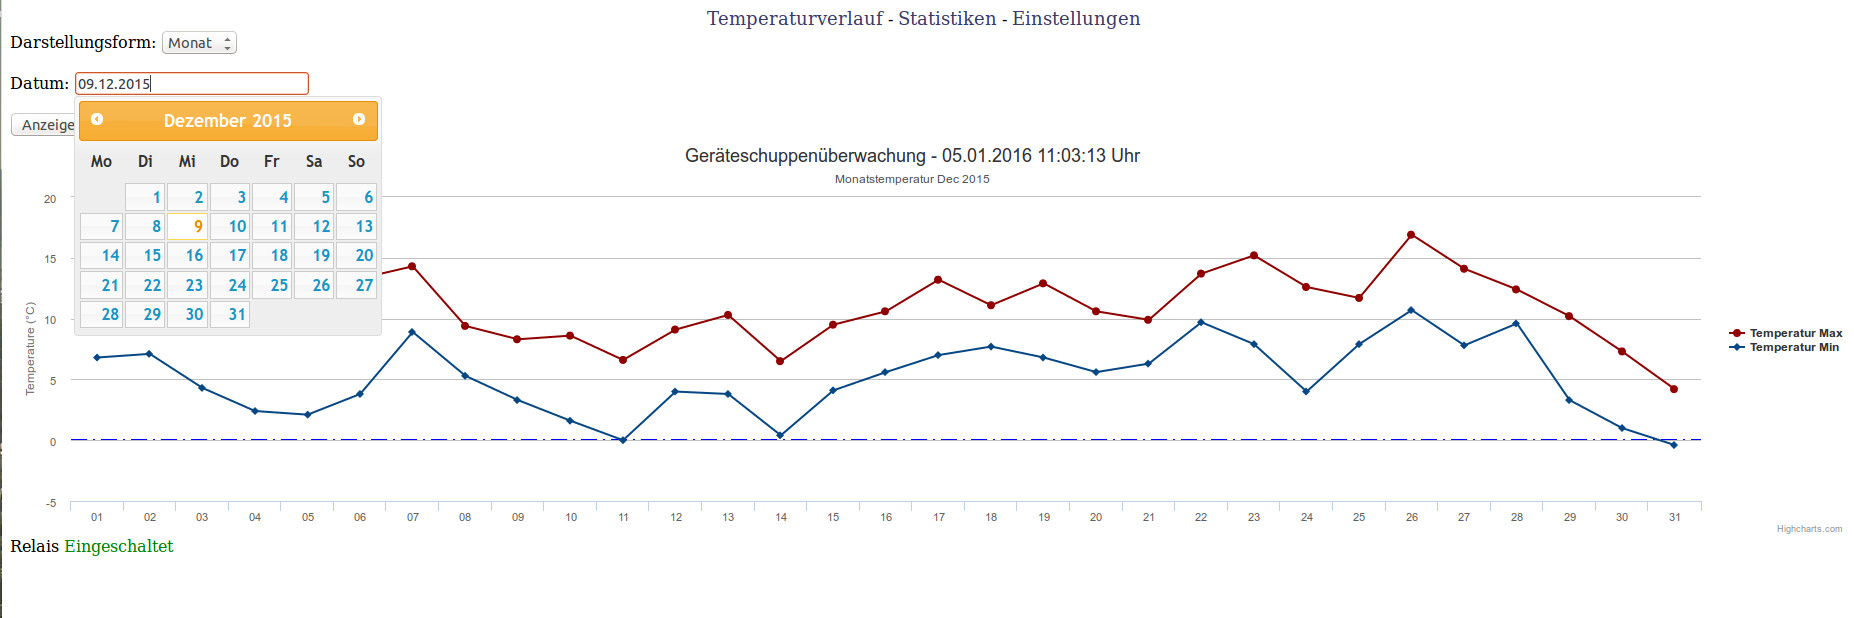 Temperaturverlauf - Statistiken - Einstellungen
Darstellungsform: Monat
Datum: 09.12.2015
Anzeige
Dezember 2015
Mo Di Mi Do Fr Sa So
1 2 3 4 5 6
7 8 9 10 11 12 13
14 15 16 17 18 19 20
21 22 23 24 25 26 27
28 29 30 31
Geräteschuppenüberwachung - 05.01.2016 11:03:13 Uhr
Monatstemperatur Dec 2015
Temperature (°C)
20
15
10
5
0
-5
01 02 03 04 05 06 07 08 09 10 11 12 13 14 15 16 17 18 19 20 21 22 23 24 25 26 27 28 29 30 31
Temperatur Max
Temperatur Min
Highcharts.com
Relais Eingeschaltet